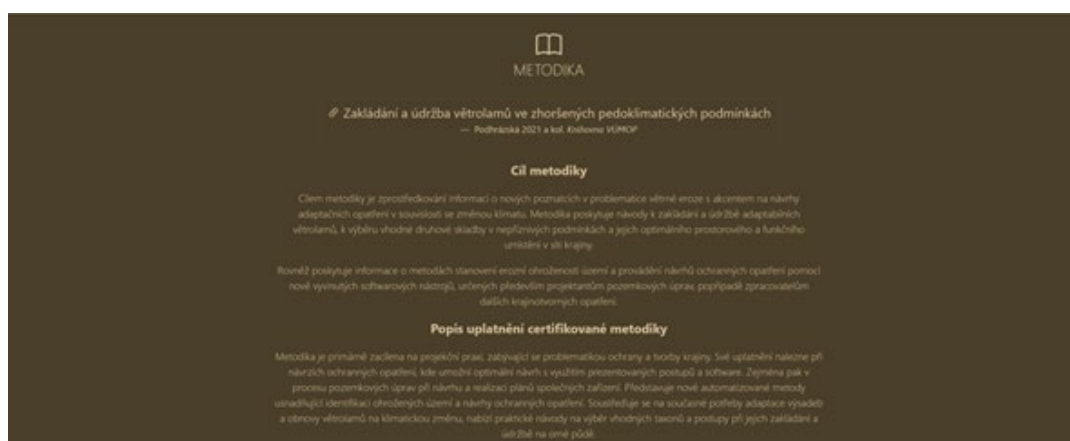 METODIKA
Zakládání a údržba větrolamů ve zhoršených pedoklimatických podmínkách
— Podhrázská 2021 a kol. Knihovna VÚMOP
Cíl metodiky
Cílem metodiky je zprostředkování informací o nových poznatcích v problematice větrné eroze s akcentem na návrhy
adaptačních opatření v souvislosti se změnou klimatu. Metodika poskytuje návody k zakládání a údržbě adaptabilních
větrolamů, k výběru vhodné druhové skladby v nepříznivých podmínkách a jejich optimálního prostorového a funkčního
umístění v síti krajiny.
Rovněž poskytuje informace o metodách stanovení erozní ohroženosti území a provádění návrhů ochranných opatření pomocí
nově vyvinutých softwarových nástrojů, určených především projektantům pozemkových úprav, popřípadě zpracovatelům
dalších krajinotvorných opatření.
Popis uplatnění certifikované metodiky
Metodika je primárně zacílena na projekční praxi, zabývající se problematikou ochrany a tvorby krajiny. Své uplatnění nalezne při
návrzích ochranných opatření, kde umožní optimální návrh s využitím prezentovaných postupů a software. Zejména pak v
procesu pozemkových úprav při návrhu a realizaci plánů společných zařízení. Představuje nové automatizované metody
usnadňující identifikaci ohrožených území a návrhy ochranných opatření. Soustřeďuje se na současné potřeby adaptace výsadeb
a obnovy větrolamů na klimatickou změnu, nabízí praktické návody na výběr vhodných taxonů a postupy při jejich zakládání a
údržbě na orné půdě.